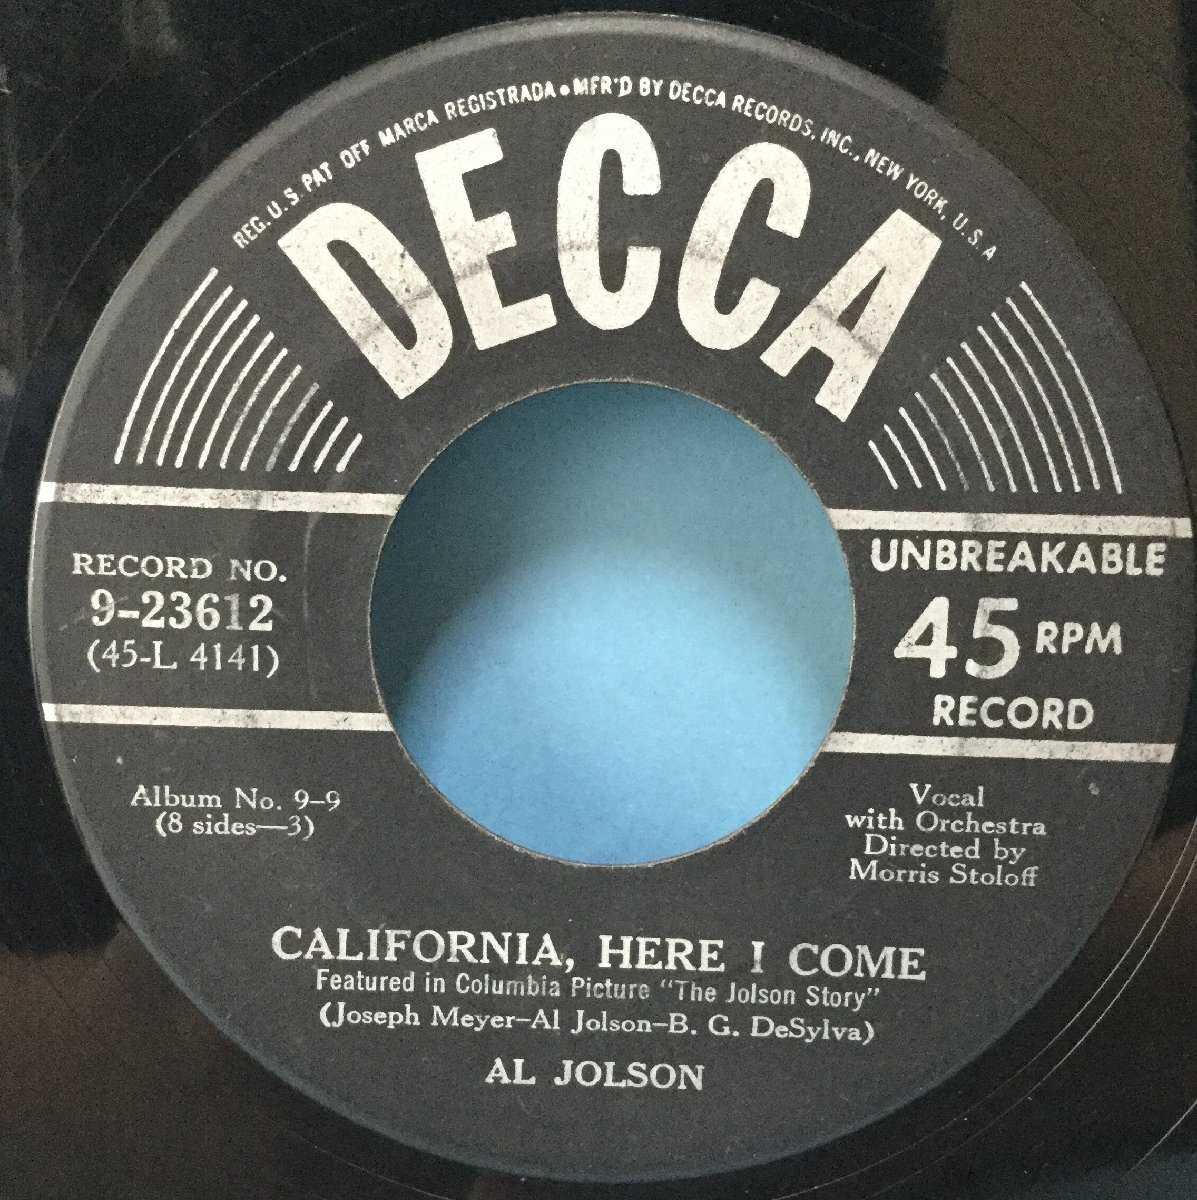 REG. U.S. PAT OFF MARCA REGISTRADA • MFR'D BY DECCA RECORDS, INC., NEW YORK, U.S.A
DECCA
RECORD NO.
9-23612
(45-L 4141)
UNBREAKABLE
45 RPM
RECORD
Album No. 9-9
(8 sides—3)
Vocal
with Orchestra
Directed by
Morris Stoloff
CALIFORNIA, HERE I COME
Featured in Columbia Picture "The Jolson Story"
(Joseph Meyer-Al Jolson-B. G. DeSylva)
AL JOLSON